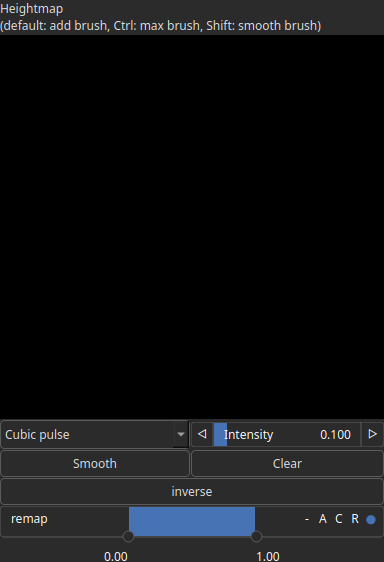 Heightmap
(default: add brush, Ctrl: max brush, Shift: smooth brush)
Cubic pulse
Intensity 0.100
Smooth Clear
inverse
remap - A C R
0.00 1.00